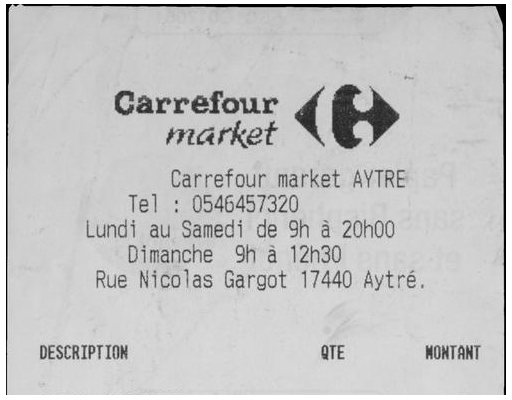 Carrefour
market
Carrefour market AYTRE
Tel : 0546457320
Lundi au Samedi de 9h à 20h00
Dimanche 9h à 12h30
Rue Nicolas Gargot 17440 Aytré.
DESCRIPTION QTE MONTANT